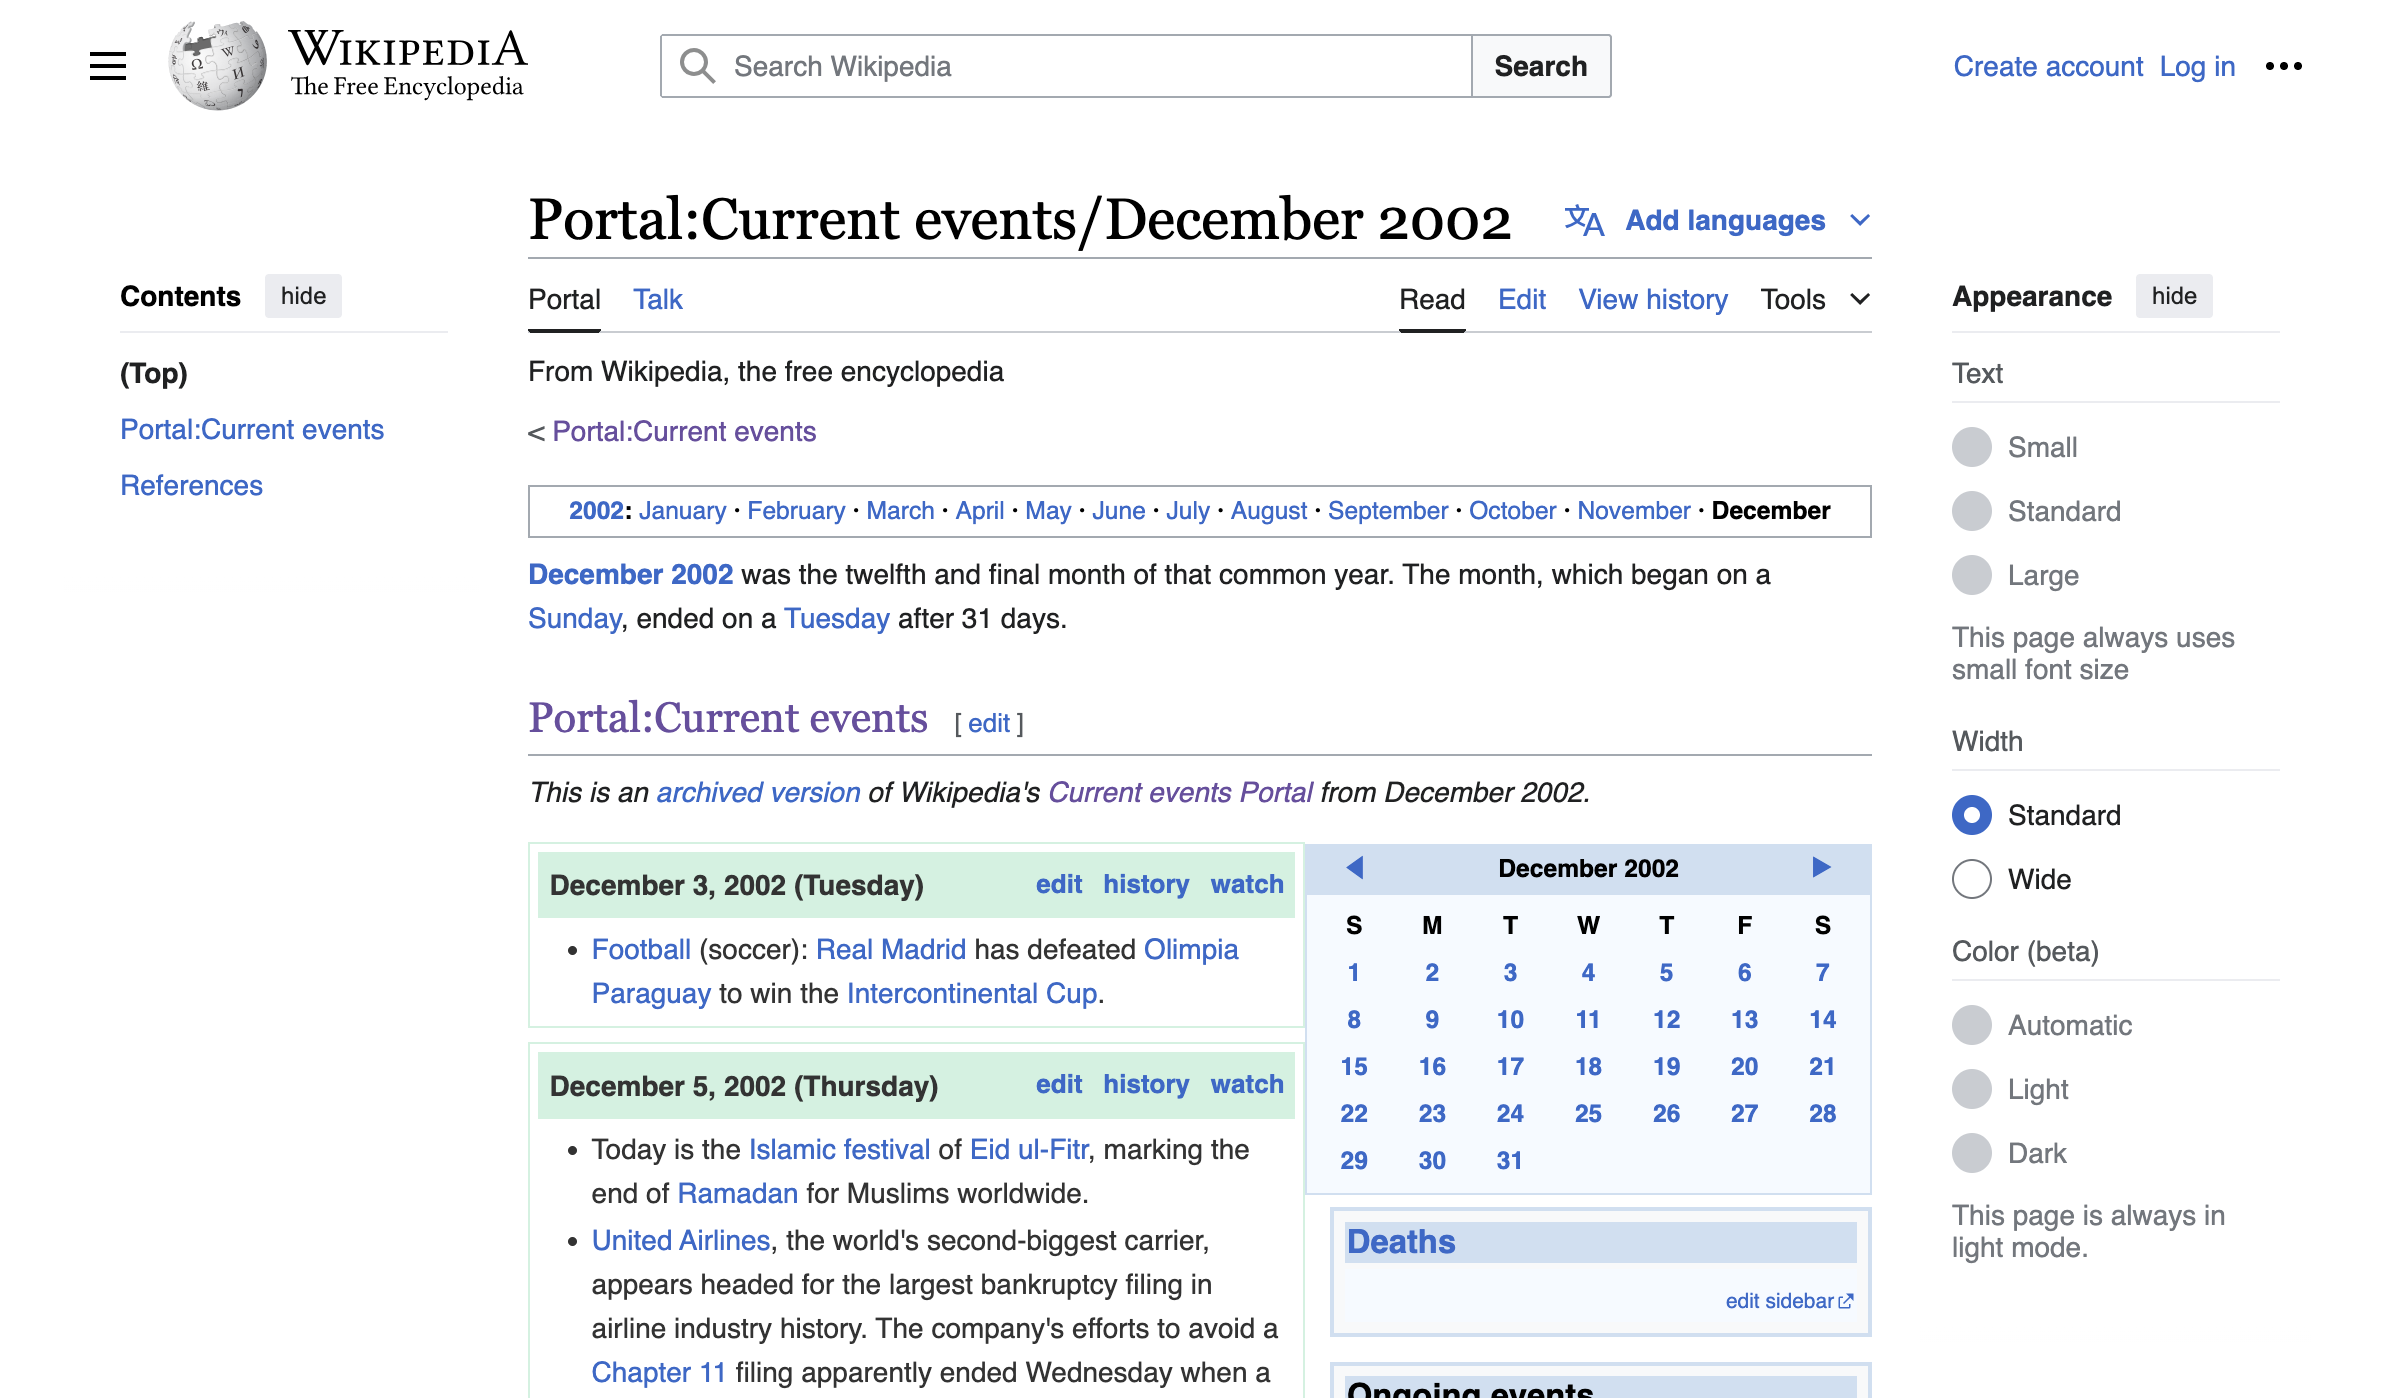 WIKIPEDIA
The Free Encyclopedia
Search Wikipedia
Search
Create account Log in
Portal:Current events/December 2002
Add languages
Contents hide
(Top)
Portal:Current events
References
Portal Talk
Read Edit View history Tools
From Wikipedia, the free encyclopedia
< Portal:Current events
2002: January · February · March · April · May · June · July · August · September · October · November · December
December 2002 was the twelfth and final month of that common year. The month, which began on a
Sunday, ended on a Tuesday after 31 days.
Portal:Current events [ edit ]
This is an archived version of Wikipedia's Current events Portal from December 2002.
December 3, 2002 (Tuesday) edit history watch
• Football (soccer): Real Madrid has defeated Olimpia
Paraguay to win the Intercontinental Cup.
December 5, 2002 (Thursday) edit history watch
• Today is the Islamic festival of Eid ul-Fitr, marking the
end of Ramadan for Muslims worldwide.
• United Airlines, the world's second-biggest carrier,
appears headed for the largest bankruptcy filing in
airline industry history. The company's efforts to avoid a
Chapter 11 filing apparently ended Wednesday when a
December 2002
S M T W T F S
1 2 3 4 5 6 7
8 9 10 11 12 13 14
15 16 17 18 19 20 21
22 23 24 25 26 27 28
29 30 31
Deaths
edit sidebar
Ongoing events
Appearance hide
Text
Small
Standard
Large
This page always uses
small font size
Width
Standard
Wide
Color (beta)
Automatic
Light
Dark
This page is always in
light mode.